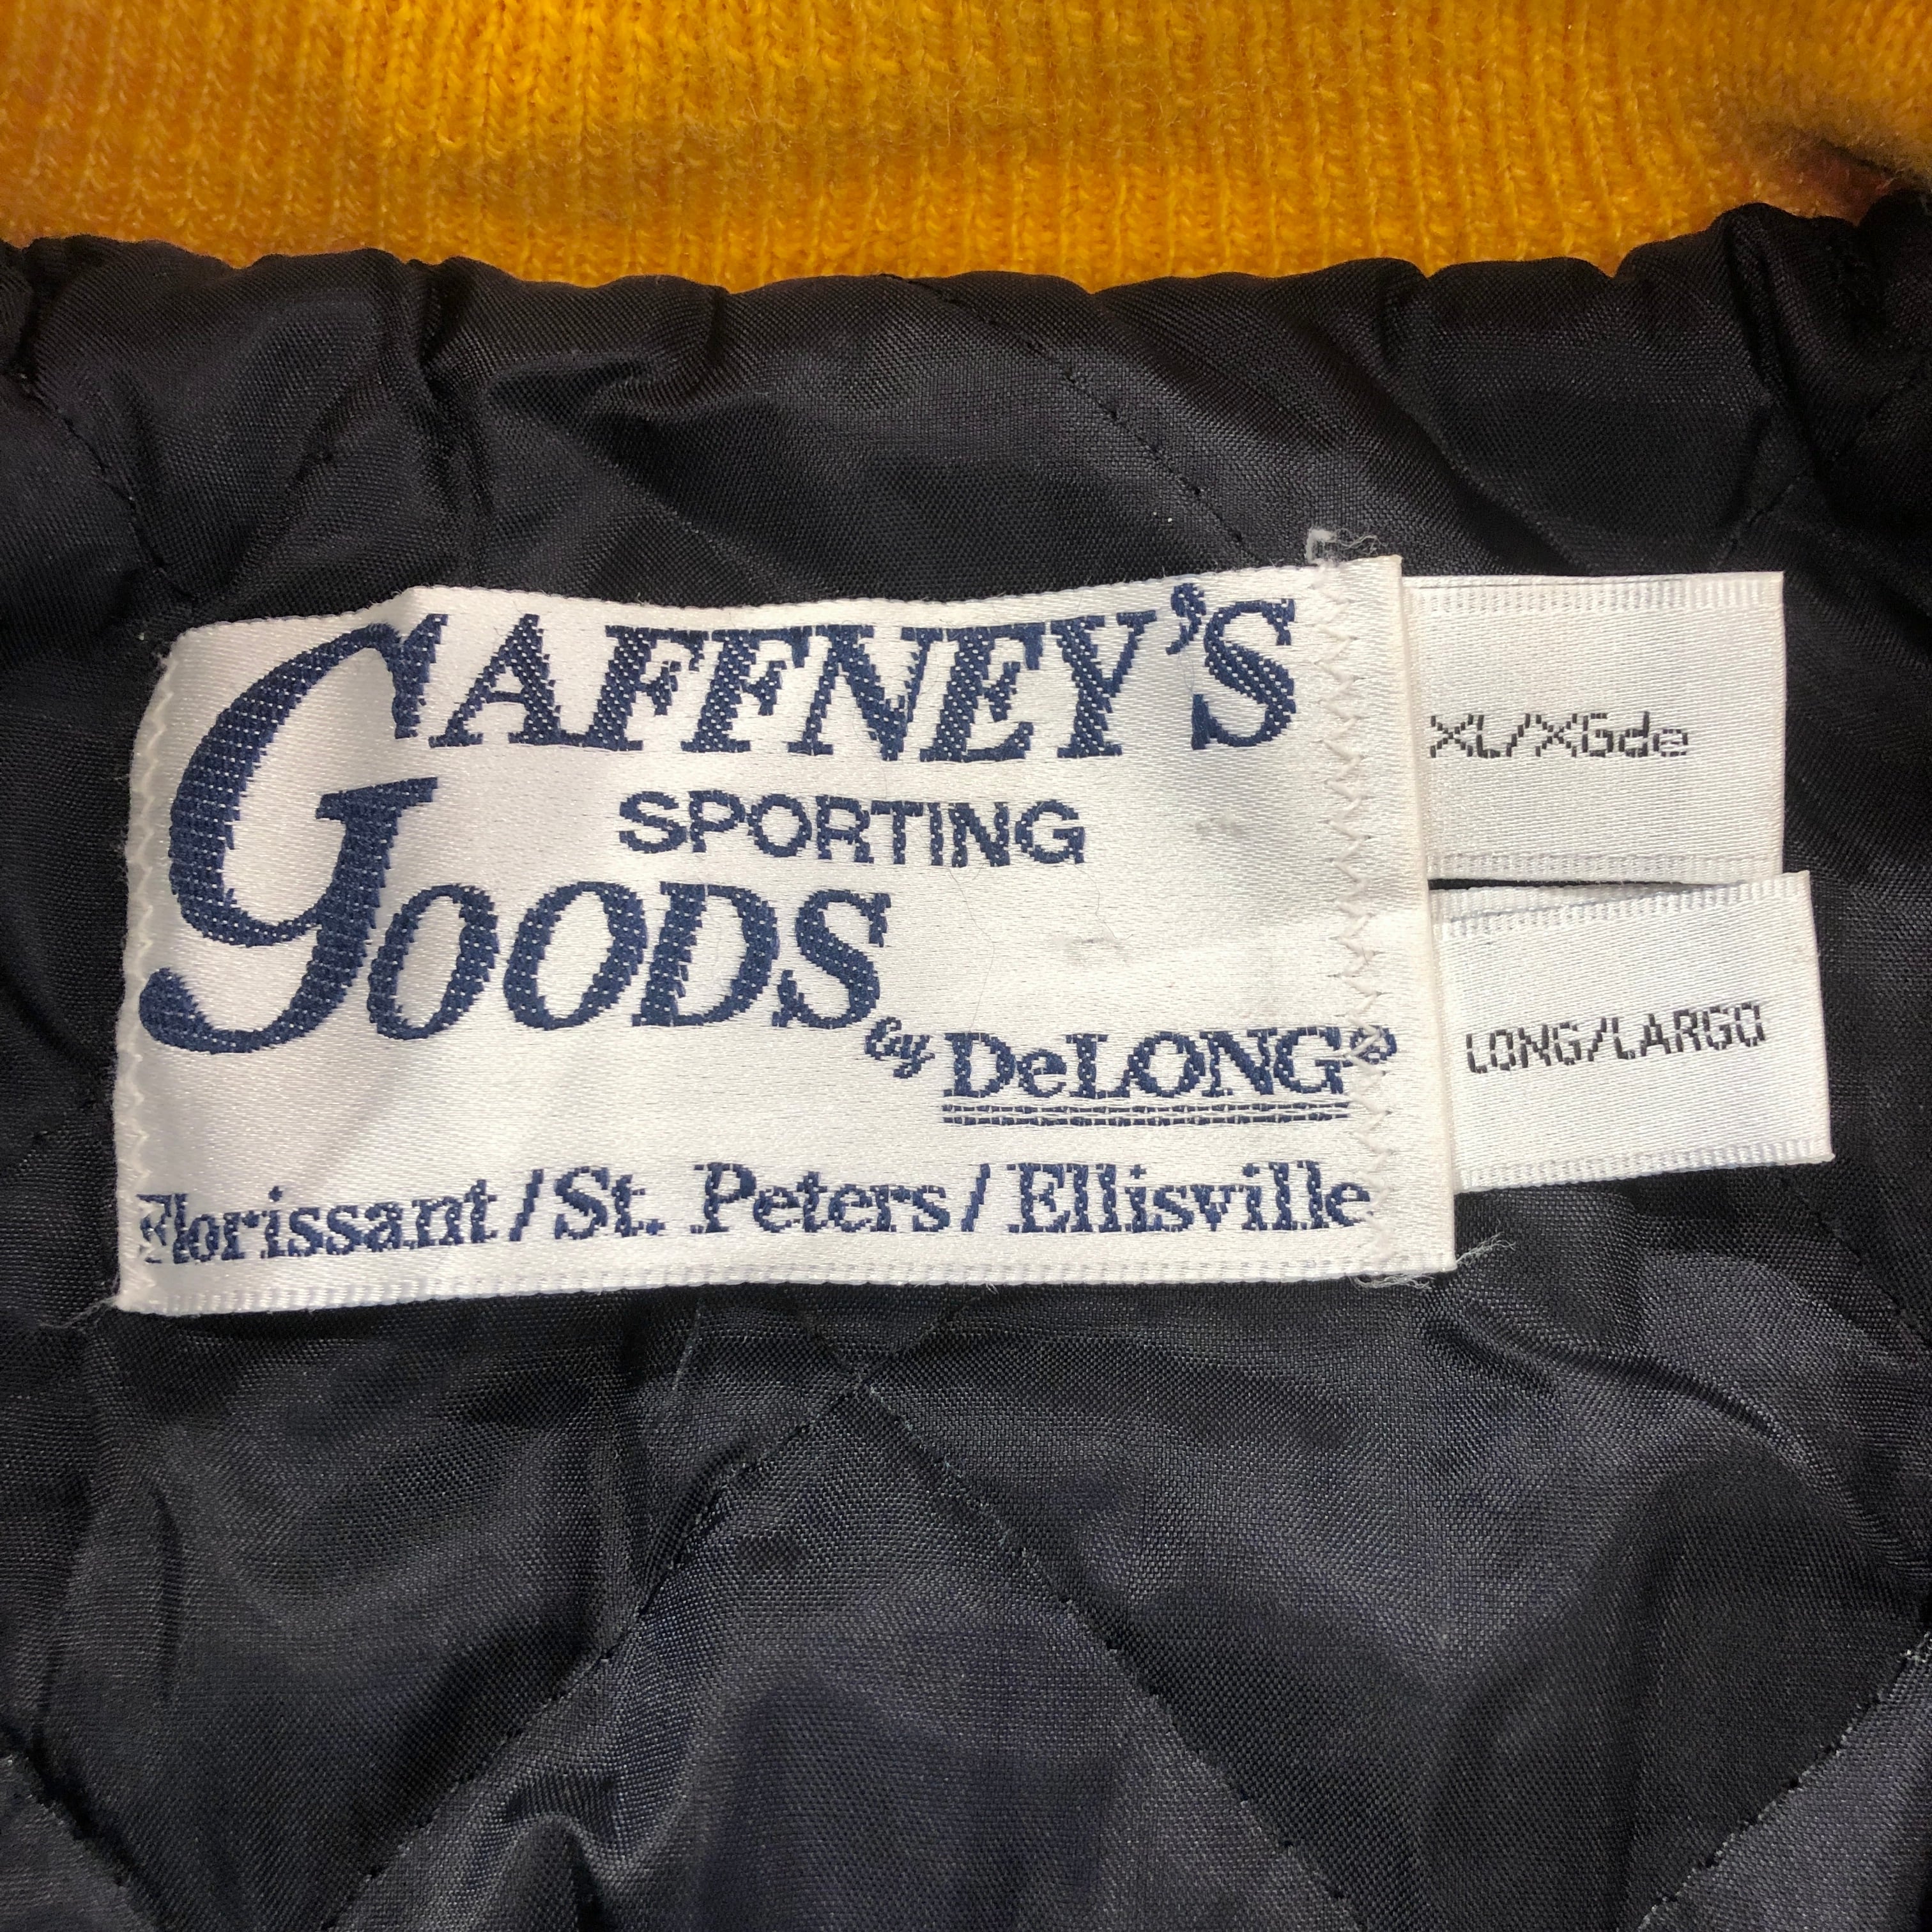 GAFFNEY'S
SPORTING
GOODS
by DeLONG®
Florissant/St. Peters/Ellisville
XL/XGde
LONG/LARGO